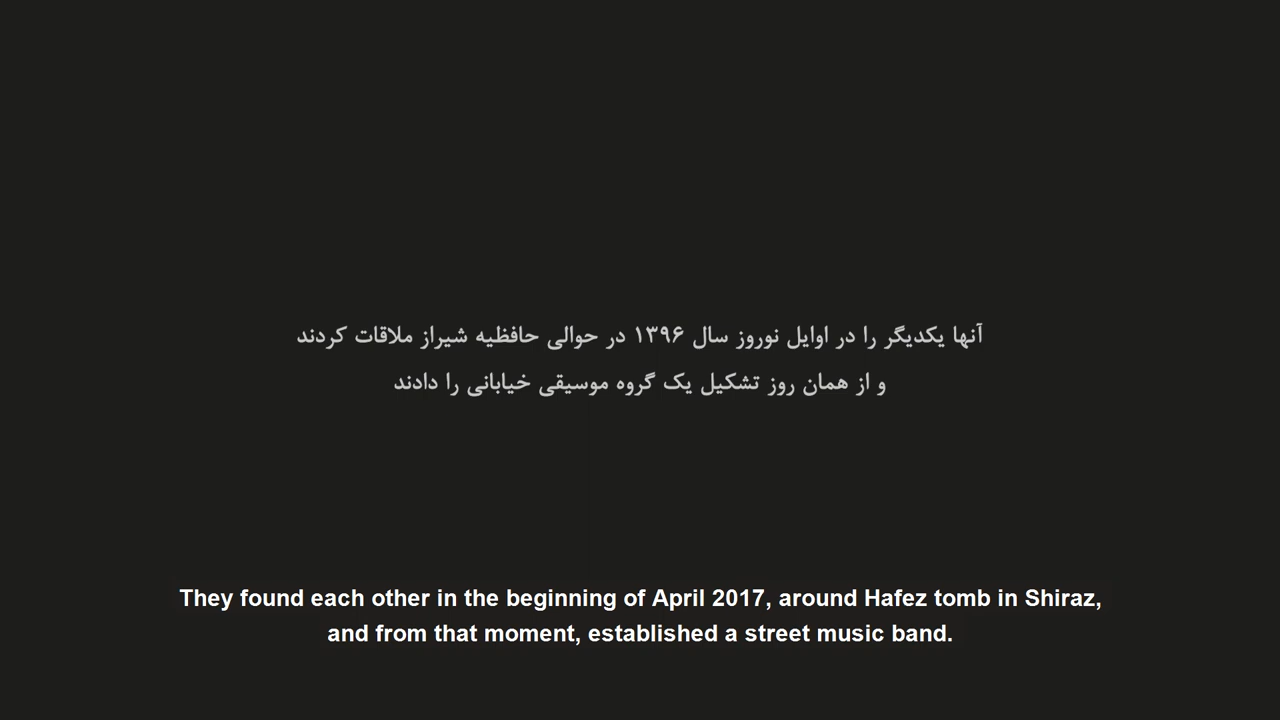 آنها یکدیگر را در اوایل نوروز سال ۱۳۹۶ در حوالی حافظیه شیراز ملاقات کردند
و از همان روز تشکیل یک گروه موسیقی خیابانی را دادند
They found each other in the beginning of April 2017, around Hafez tomb in Shiraz,
and from that moment, established a street music band.